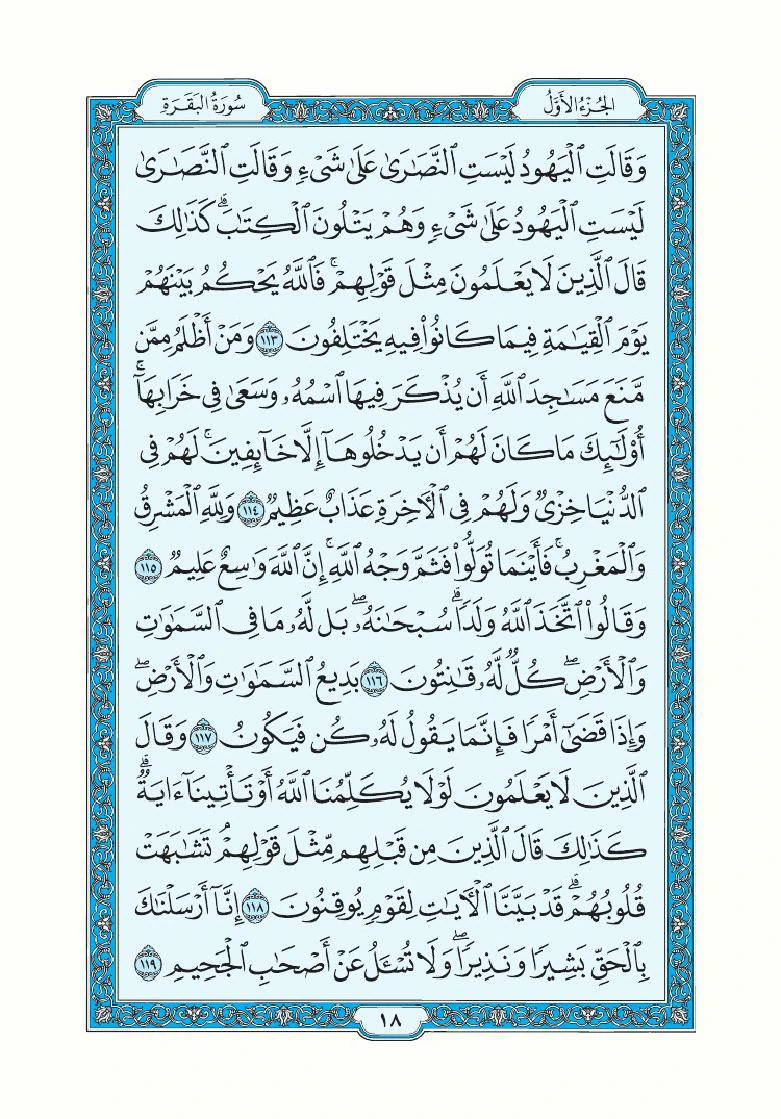 الجُزْءُ الأَوَّلُ
سُورَةُ البَقَرَةِ
وَقَالَتِ ٱلۡيَهُودُ لَيۡسَتِ ٱلنَّصَٰرَىٰ عَلَىٰ شَيۡءٖ وَقَالَتِ ٱلنَّصَٰرَىٰ
لَيۡسَتِ ٱلۡيَهُودُ عَلَىٰ شَيۡءٖ وَهُمۡ يَتۡلُونَ ٱلۡكِتَٰبَۗ كَذَٰلِكَ
قَالَ ٱلَّذِينَ لَا يَعۡلَمُونَ مِثۡلَ قَوۡلِهِمۡۚ فَٱللَّهُ يَحۡكُمُ بَيۡنَهُمۡ
يَوۡمَ ٱلۡقِيَٰمَةِ فِيمَا كَانُواْ فِيهِ يَخۡتَلِفُونَ ١١٣ وَمَنۡ أَظۡلَمُ مِمَّن
مَّنَعَ مَسَٰجِدَ ٱللَّهِ أَن يُذۡكَرَ فِيهَا ٱسۡمُهُۥ وَسَعَىٰ فِي خَرَابِهَآۚ
أُوْلَٰٓئِكَ مَا كَانَ لَهُمۡ أَن يَدۡخُلُوهَآ إِلَّا خَآئِفِينَۚ لَهُمۡ فِي
ٱلدُّنۡيَا خِزۡيٞ وَلَهُمۡ فِي ٱلۡأٓخِرَةِ عَذَابٌ عَظِيمٞ ١١٤ وَلِلَّهِ ٱلۡمَشۡرِقُ
وَٱلۡمَغۡرِبُۚ فَأَيۡنَمَا تُوَلُّواْ فَثَمَّ وَجۡهُ ٱللَّهِۚ إِنَّ ٱللَّهَ وَٰسِعٌ عَلِيمٞ ١١٥
وَقَالُواْ ٱتَّخَذَ ٱللَّهُ وَلَدٗاۗ سُبۡحَٰنَهُۥۖ بَل لَّهُۥ مَا فِي ٱلسَّمَٰوَٰتِ
وَٱلۡأَرۡضِۖ كُلّٞ لَّهُۥ قَٰنِتُونَ ١١٦ بَدِيعُ ٱلسَّمَٰوَٰتِ وَٱلۡأَرۡضِۖ
وَإِذَا قَضَىٰٓ أَمۡرٗا فَإِنَّمَا يَقُولُ لَهُۥ كُن فَيَكُونُ ١١٧ وَقَالَ
ٱلَّذِينَ لَا يَعۡلَمُونَ لَوۡلَا يُكَلِّمُنَا ٱللَّهُ أَوۡ تَأۡتِينَآ ءَايَةٞۗ
كَذَٰلِكَ قَالَ ٱلَّذِينَ مِن قَبۡلِهِم مِّثۡلَ قَوۡلِهِمۡۘ تَشَٰبَهَتۡ
قُلُوبُهُمۡۗ قَدۡ بَيَّنَّا ٱلۡأٓيَٰتِ لِقَوۡمٖ يُوقِنُونَ ١١٨ إِنَّآ أَرۡسَلۡنَٰكَ
بِٱلۡحَقِّ بَشِيرٗا وَنَذِيرٗاۖ وَلَا تُسۡـَٔلُ عَنۡ أَصۡحَٰبِ ٱلۡجَحِيمِ ١١٩
١٨